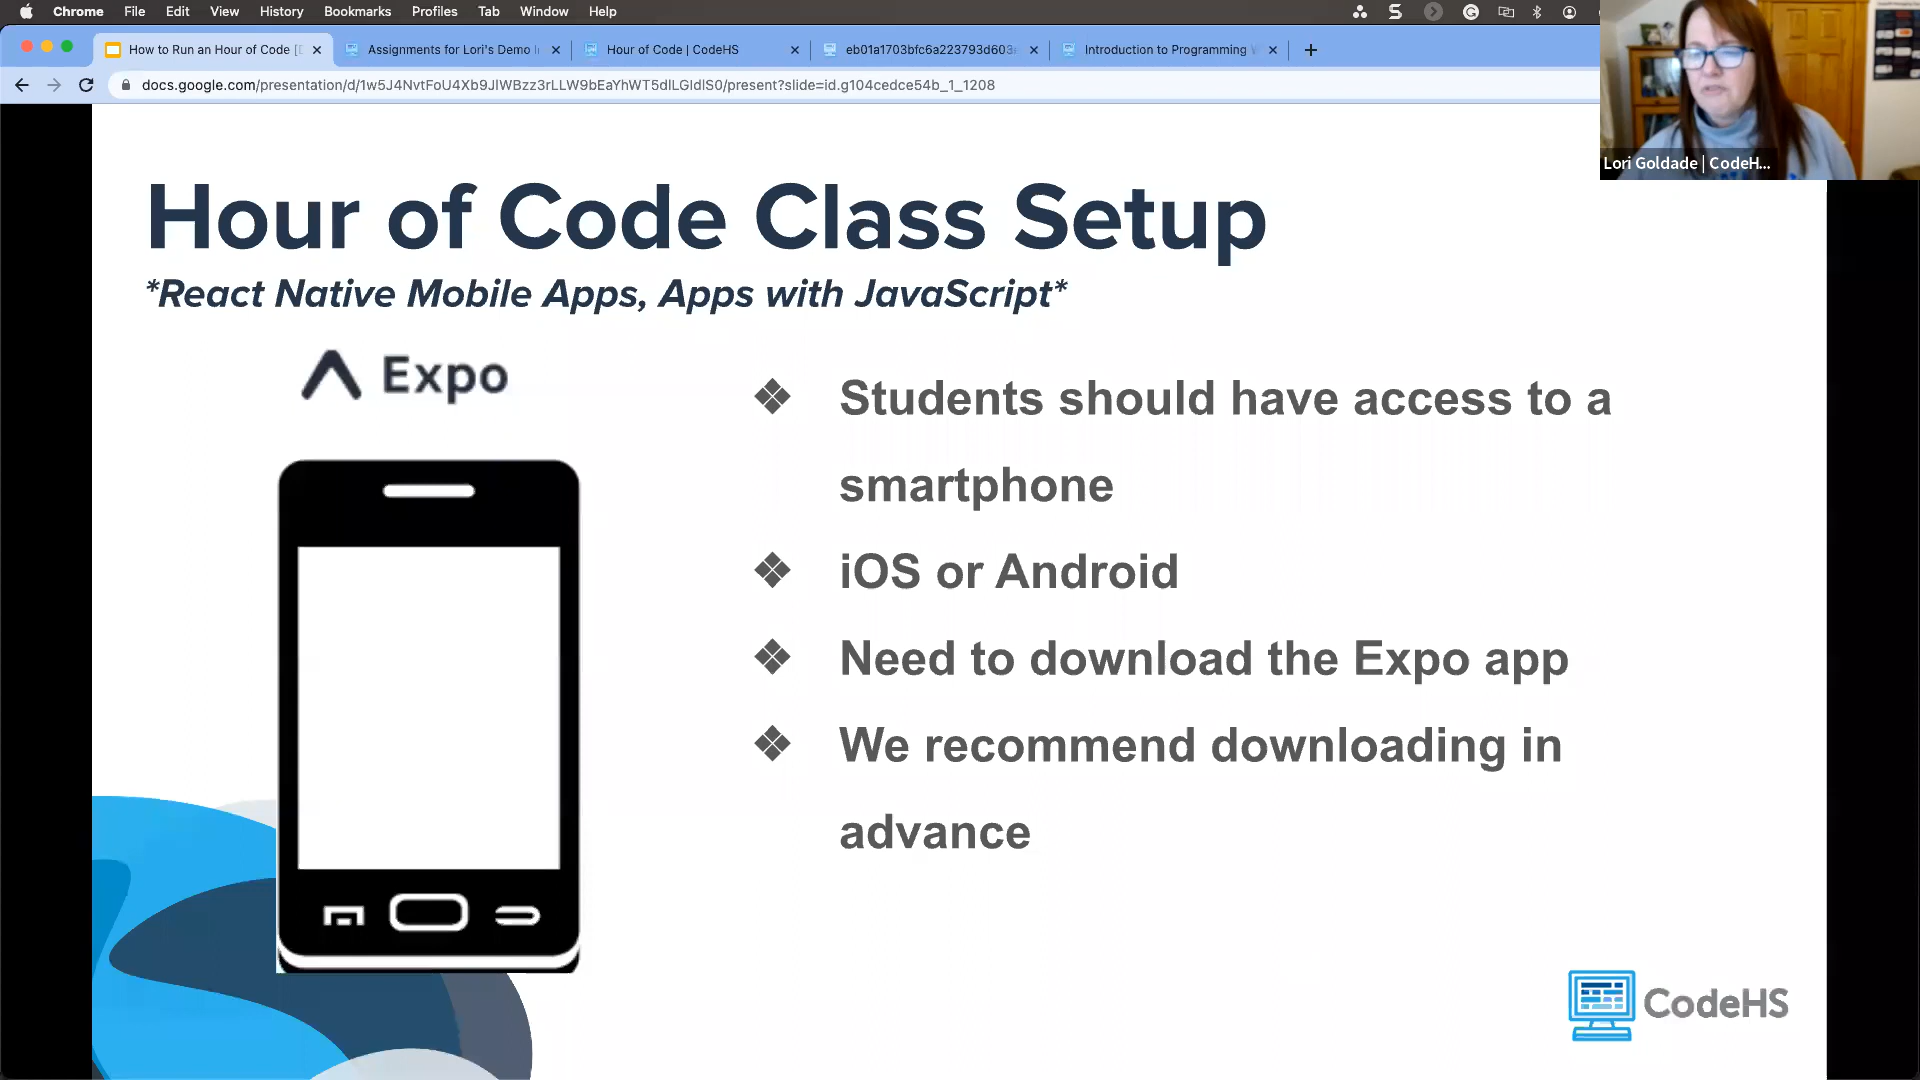 Chrome File Edit View History Bookmarks Profiles Tab Window Help
How to Run an Hour of Code [D
Assignments for Lori's Demo I
Hour of Code | CodeHS
eb01a1703bfc6a223793d603
Introduction to Programming
docs.google.com/presentation/d/1w5J4NvtFoU4Xb9JlWBzz3rLLW9bEaYhWT5dlLGldlS0/present?slide=id.g104cedce54b_1_1208
Lori Goldade | CodeH...
Hour of Code Class Setup
*React Native Mobile Apps, Apps with JavaScript*
Expo
❖ Students should have access to a
smartphone
❖ iOS or Android
❖ Need to download the Expo app
❖ We recommend downloading in
advance
CodeHS